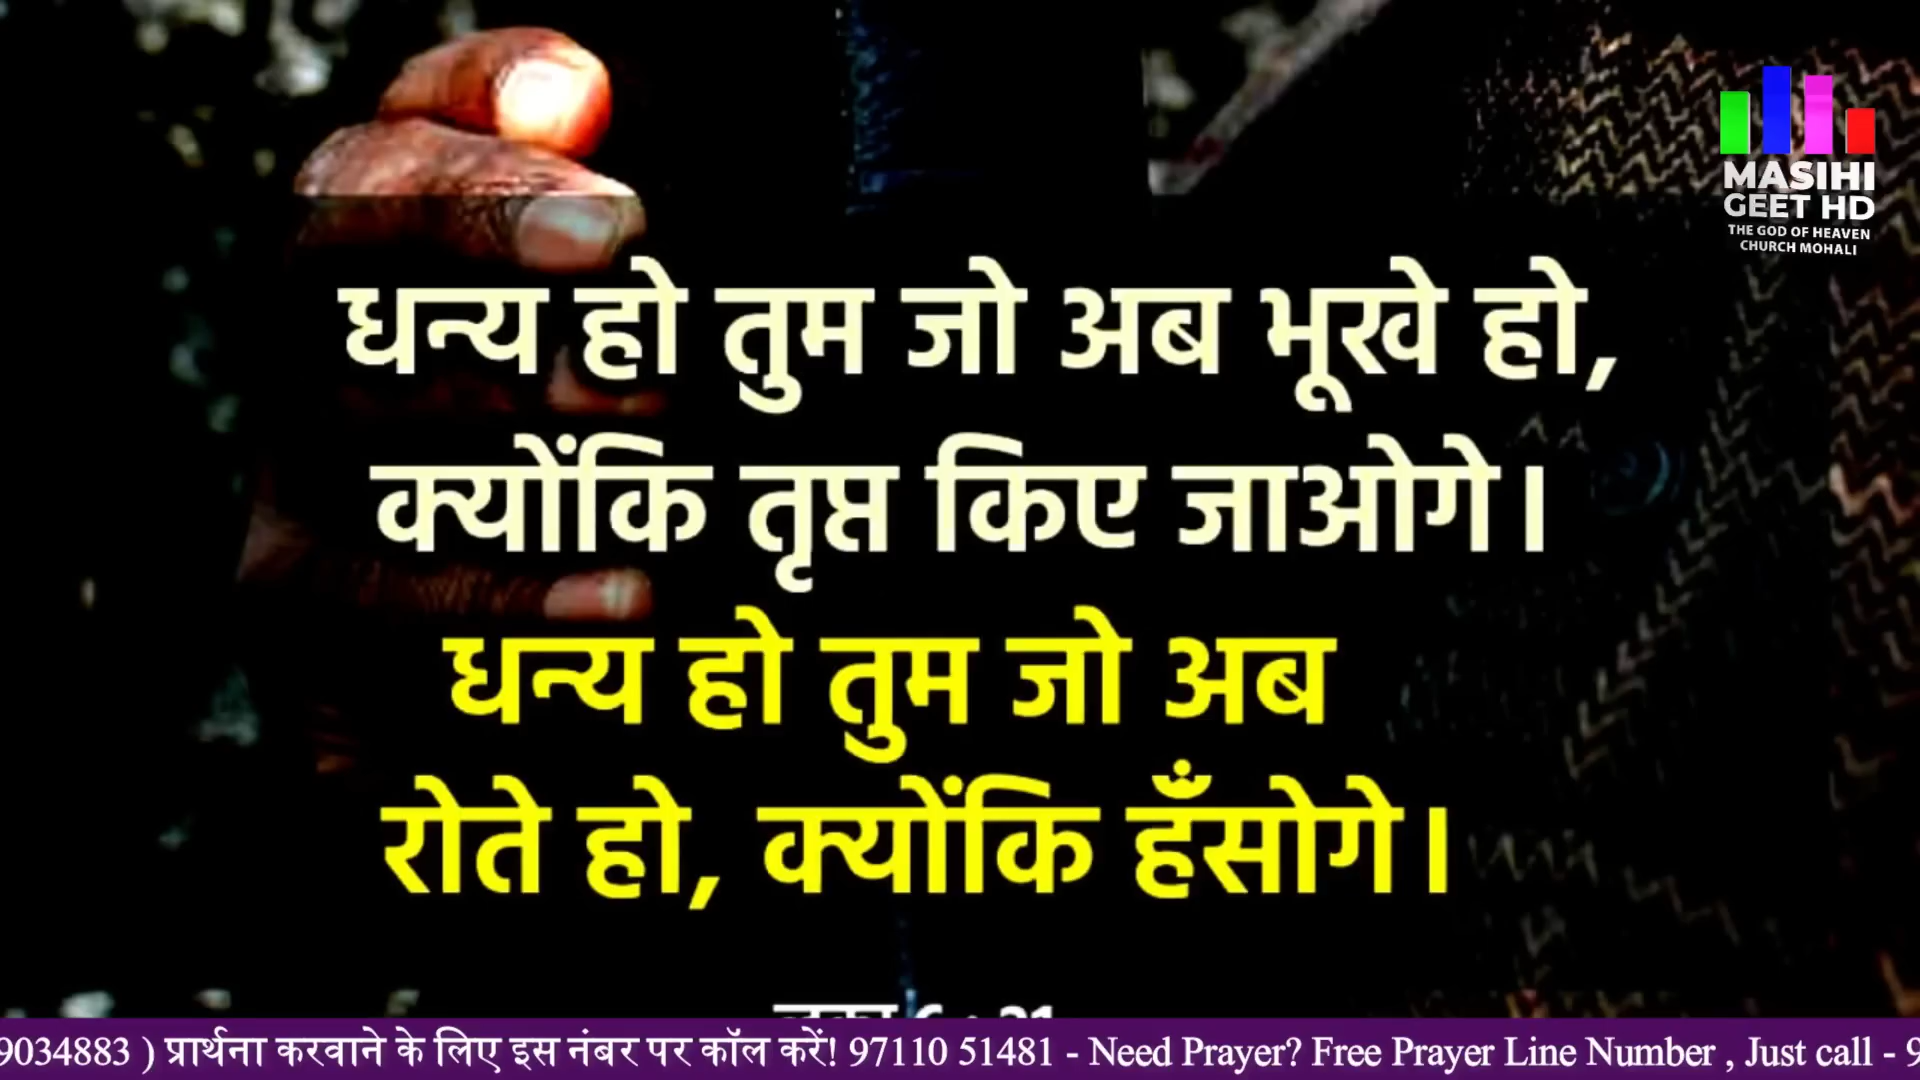 MASIHI
GEET HD
THE GOD OF HEAVEN
CHURCH MOHALI
धन्य हो तुम जो अब भूखे हो,
क्योंकि तृप्त किए जाओगे।
धन्य हो तुम जो अब
रोते हो, क्योंकि हँसोगे।
9034883 ) प्रार्थना करवाने के लिए इस नंबर पर कॉल करें! 97110 51481 - Need Prayer? Free Prayer Line Number , Just call - 9